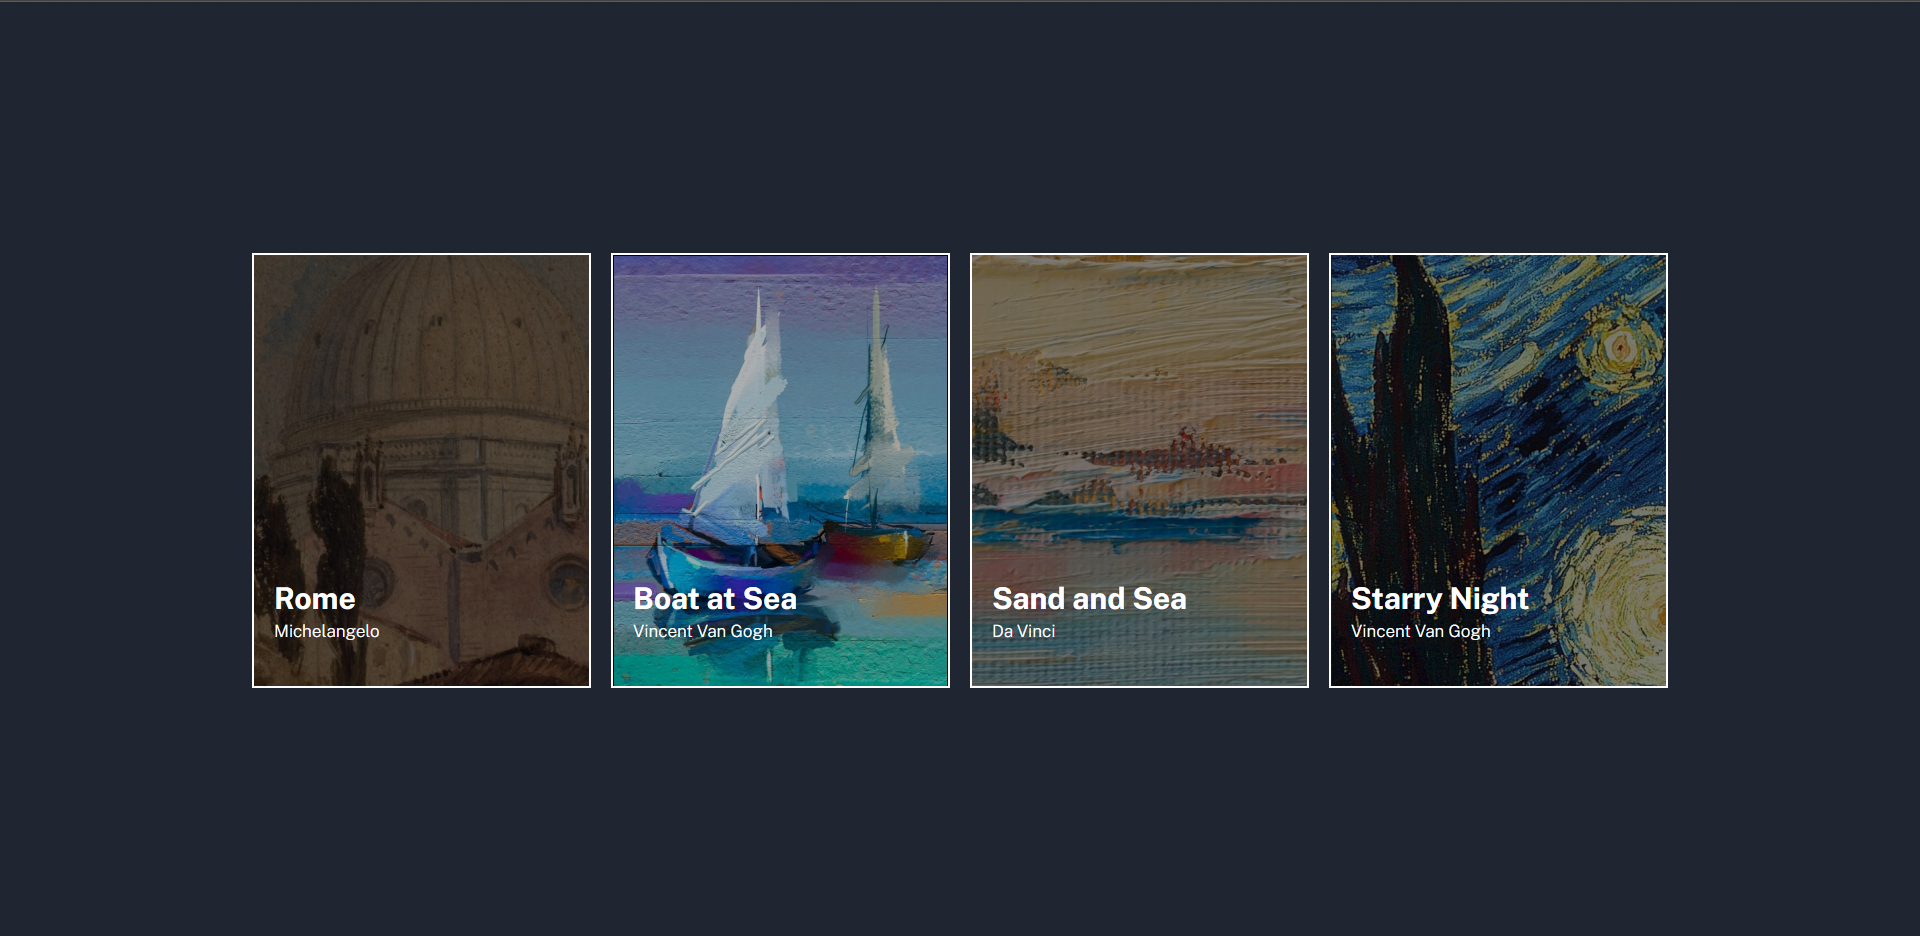 Rome
Michelangelo
Boat at Sea
Vincent Van Gogh
Sand and Sea
Da Vinci
Starry Night
Vincent Van Gogh